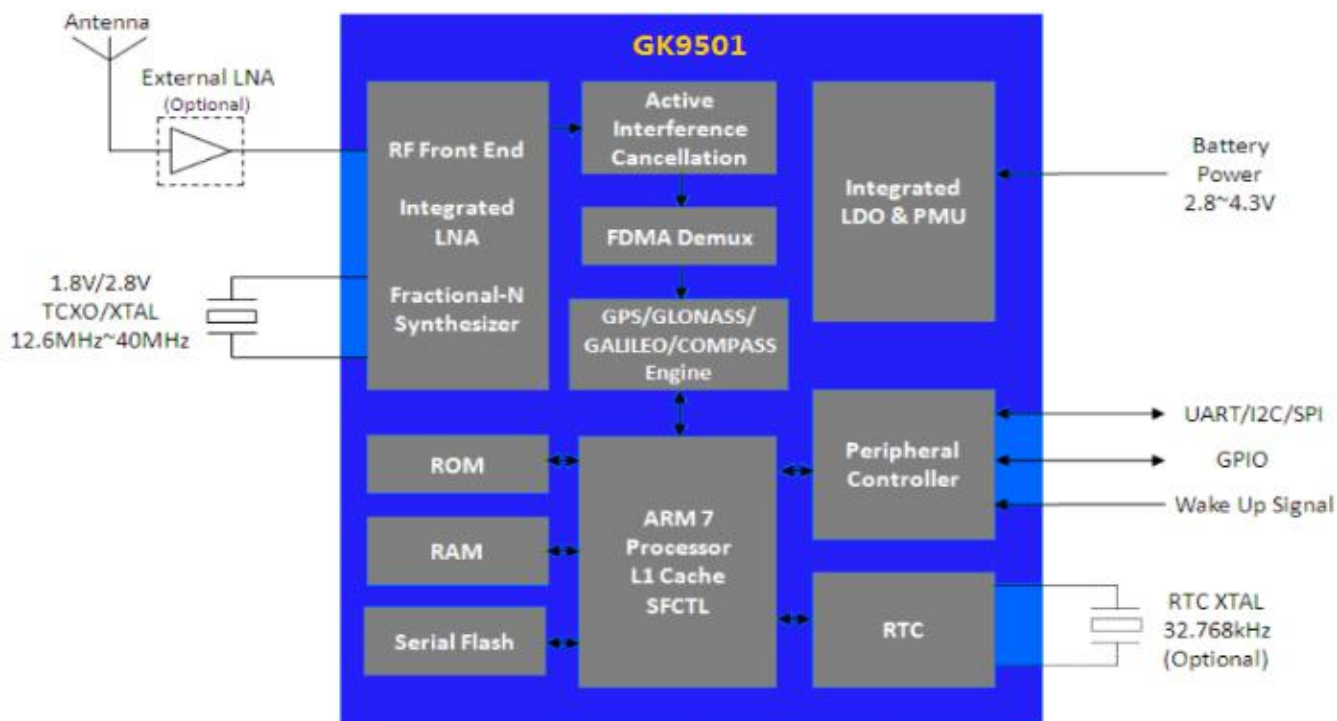 Antenna
External LNA
(Optional)
1.8V/2.8V
TCXO/XTAL
12.6MHz~40MHz
GK9501
RF Front End
Integrated
LNA
Fractional-N
Synthesizer
Active
Interference
Cancellation
FDMA Demux
GPS/GLONASS/
GALILEO/COMPASS
Engine
Integrated
LDO & PMU
Battery
Power
2.8~4.3V
ROM
RAM
Serial Flash
ARM 7
Processor
L1 Cache
SFCTL
Peripheral
Controller
UART/I2C/SPI
GPIO
Wake Up Signal
RTC
RTC XTAL
32.768kHz
(Optional)